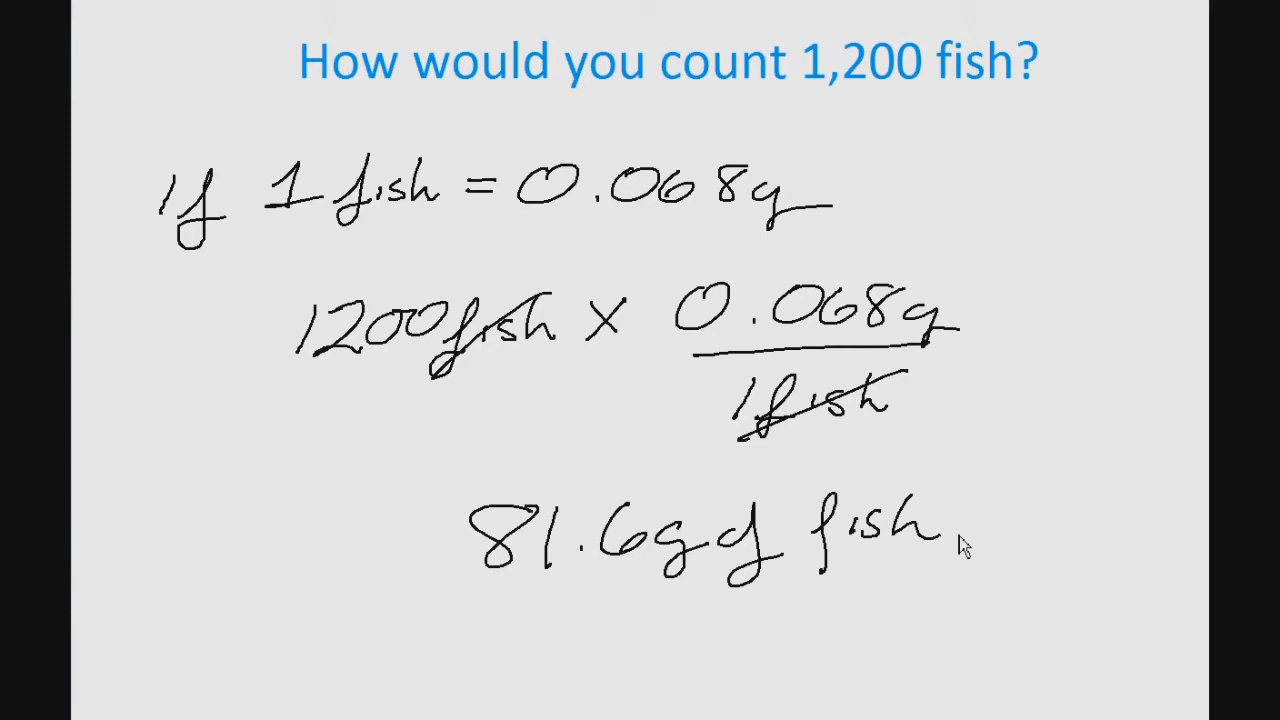 How would you count 1,200 fish?
If 1 fish = 0.068g
1200 fish x 0.068g
1 fish
81.6g of fish